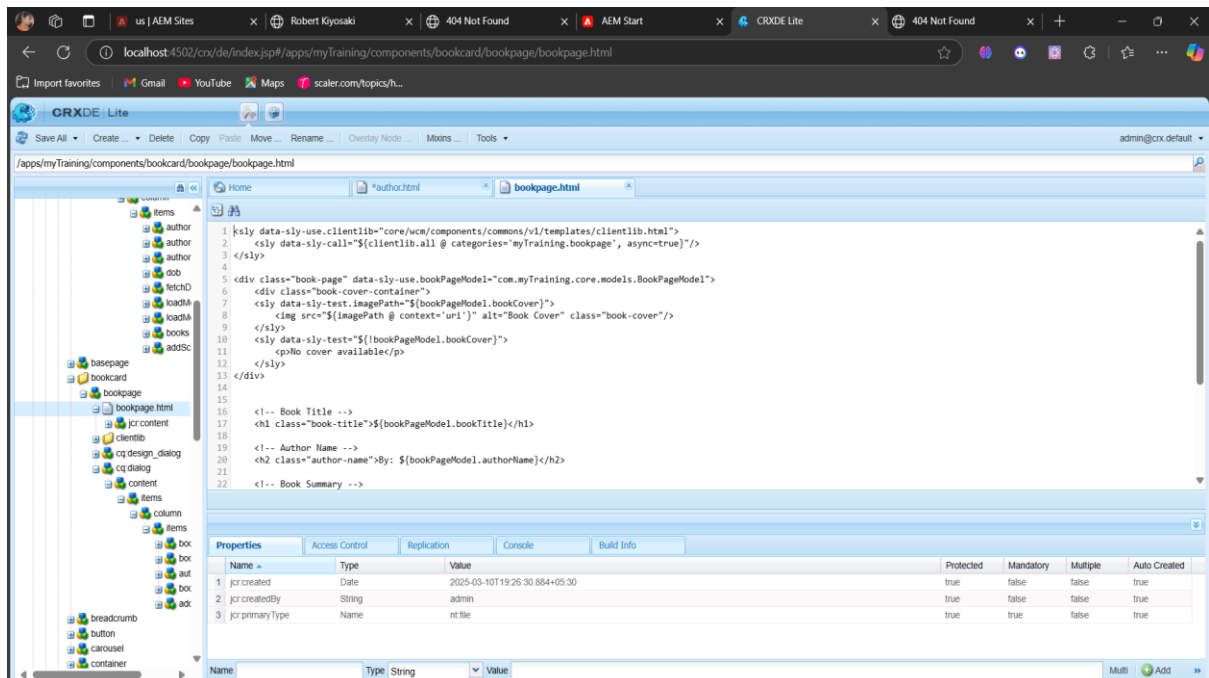 us | AEM Sites
Robert Kiyosaki
404 Not Found
AEM Start
CRXDE Lite
404 Not Found
localhost:4502/crx/de/index.jsp#/apps/myTraining/components/bookcard/bookpage/bookpage.html
Import favorites
Gmail
YouTube
Maps
scaler.com/topics/h...
CRXDE Lite
Save All
Create ...
Delete
Copy
Paste
Move ...
Rename ...
Overlay Node ...
Mixins ...
Tools
admin@crx.default
/apps/myTraining/components/bookcard/bookpage/bookpage.html
Home
*author.html
bookpage.html
column
items
author
author
author
dob
fetchD
loadM
loadM
books
addSc
basepage
bookcard
bookpage
bookpage.html
jcr:content
clientlib
cq:design_dialog
cq:dialog
content
items
column
items
boo
boo
aut
boo
adc
breadcrumb
button
carousel
container
1 <sly data-sly-use.clientlib="core/wcm/components/commons/v1/templates/clientlib.html">
2 <sly data-sly-call="${clientlib.all @ categories='myTraining.bookpage', async=true}"/>
3 </sly>
4
5 <div class="book-page" data-sly-use.bookPageModel="com.myTraining.core.models.BookPageModel">
6 <div class="book-cover-container">
7 <sly data-sly-test.imagePath="${bookPageModel.bookCover}">
8 <img src="${imagePath @ context='uri'}" alt="Book Cover" class="book-cover"/>
9 </sly>
10 <sly data-sly-test="${!bookPageModel.bookCover}">
11 <p>No cover available</p>
12 </sly>
13 </div>
14
15
16 <!-- Book Title -->
17 <h1 class="book-title">${bookPageModel.bookTitle}</h1>
18
19 <!-- Author Name -->
20 <h2 class="author-name">By: ${bookPageModel.authorName}</h2>
21
22 <!-- Book Summary -->
Properties
Access Control
Replication
Console
Build Info
Name Type Value Protected Mandatory Multiple Auto Created
1 jcr:created Date 2025-03-10T19:26:30.884+05:30 true false false true
2 jcr:createdBy String admin true false false true
3 jcr:primaryType Name nt:file true true false true
Name
Type String
Value
Multi
Add